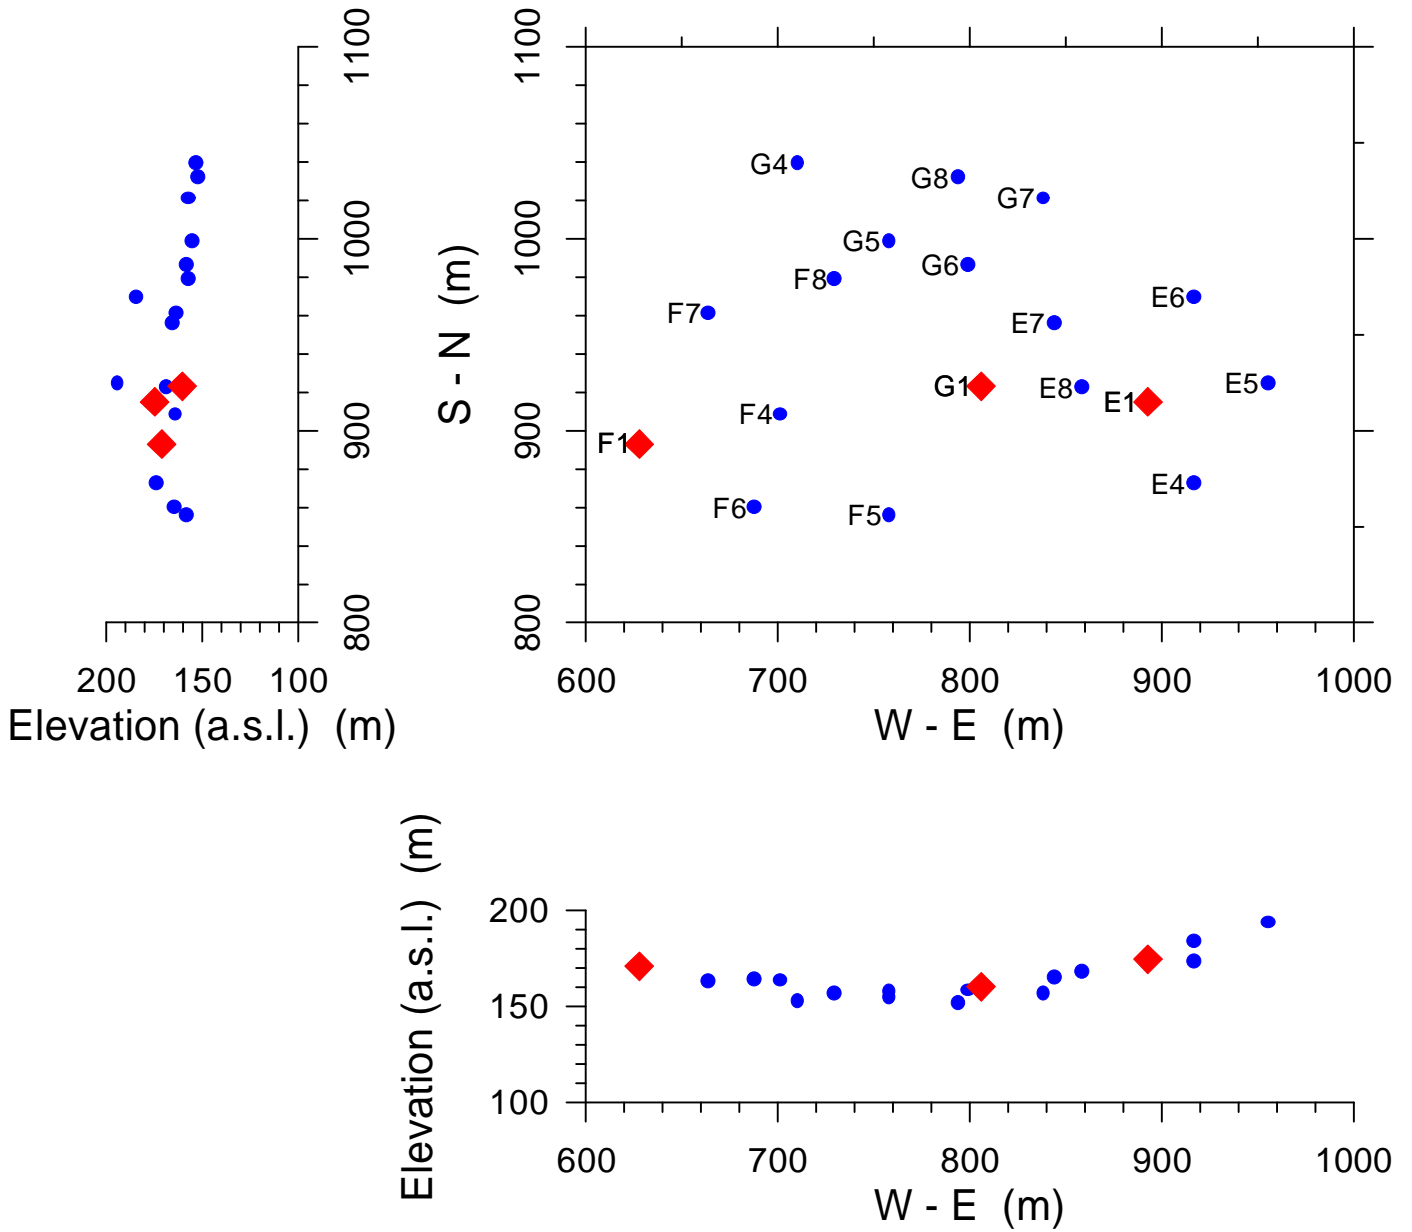 1100
1000
900
800
S - N (m)
200 150 100
Elevation (a.s.l.) (m)
1100
1000
900
800
G4
G8
G7
G5
G6
F8
E6
F7
E7
G1
E8
E5
E1
F4
F1
E4
F6
F5
600 700 800 900 1000
W - E (m)
Elevation (a.s.l.) (m)
200
150
100
600 700 800 900 1000
W - E (m)